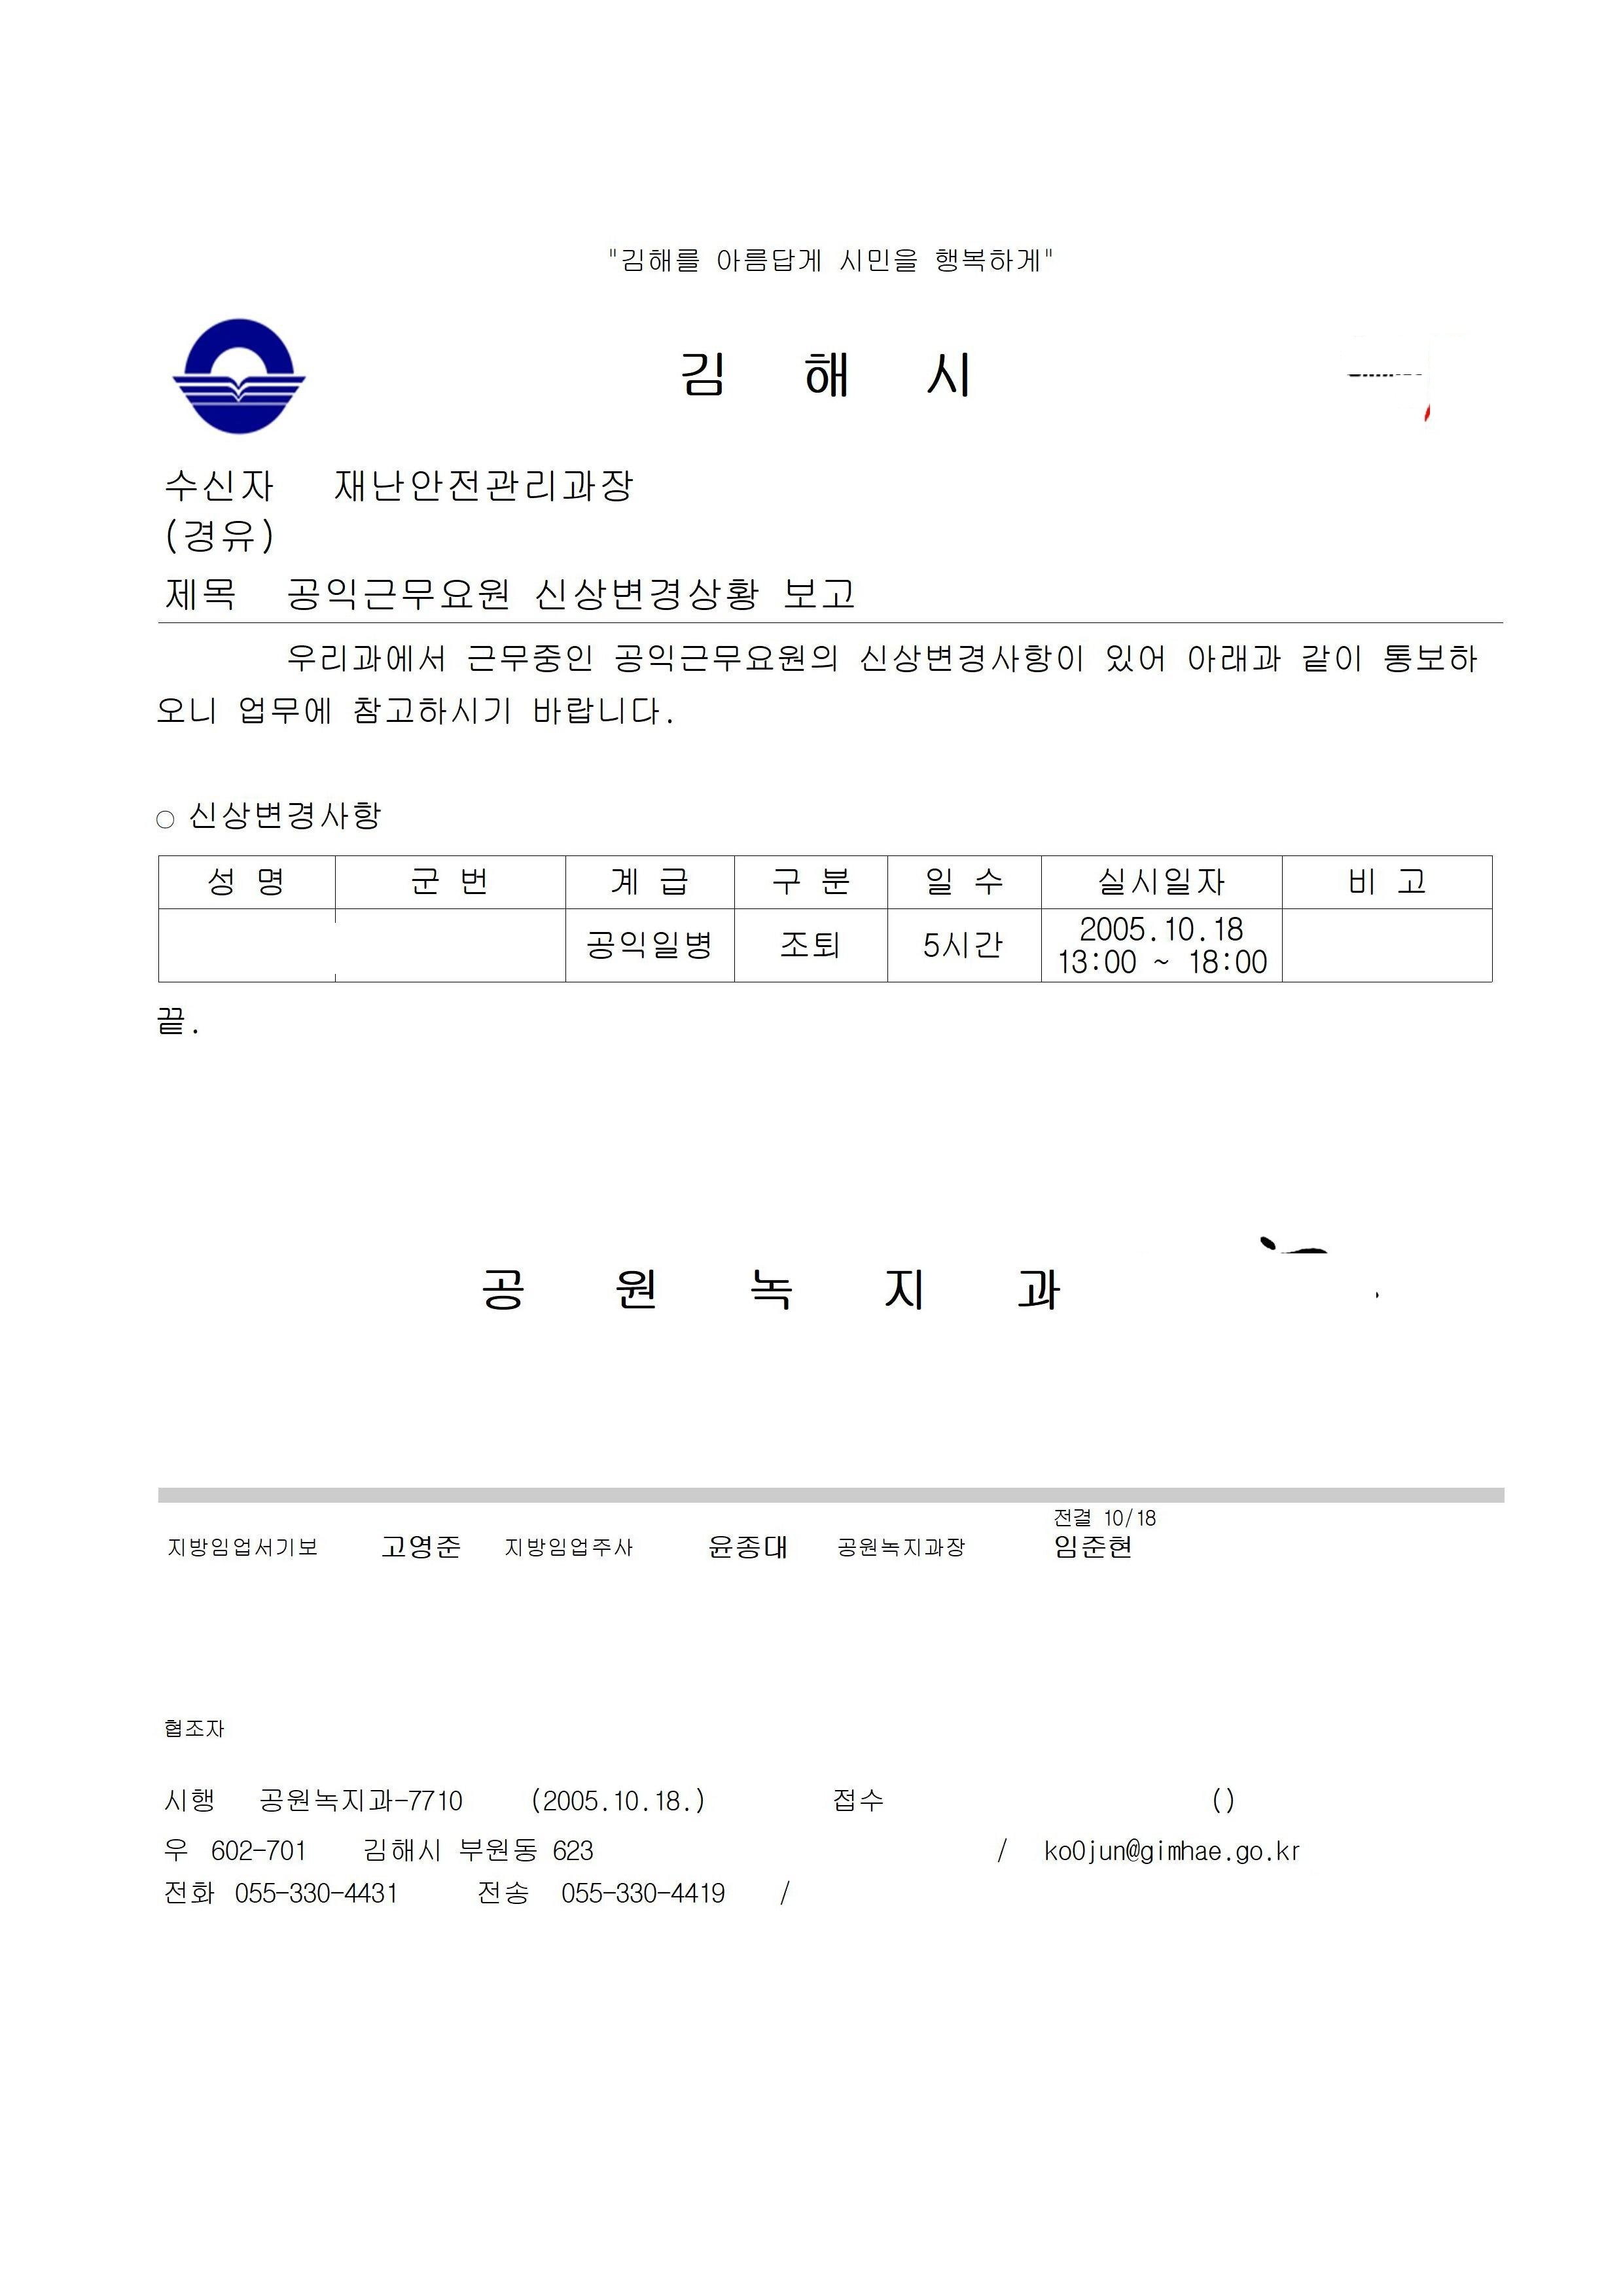 "김해를 아름답게 시민을 행복하게"
김 해 시
수신자 재난안전관리과장
(경유)
제목 공익근무요원 신상변경상황 보고
우리과에서 근무중인 공익근무요원의 신상변경사항이 있어 아래과 같이 통보하
오니 업무에 참고하시기 바랍니다.
○ 신상변경사항
성 명 군 번 계 급 구 분 일 수 실시일자 비 고
공익일병 조퇴 5시간 2005.10.18
13:00 ~ 18:00
끝.
공 원 녹 지 과
전결 10/18
지방임업서기보 고영준 지방임업주사 윤종대 공원녹지과장 임준현
협조자
시행 공원녹지과-7710 (2005.10.18.) 접수 ()
우 602-701 김해시 부원동 623 / ko0jun@gimhae.go.kr
전화 055-330-4431 전송 055-330-4419 /